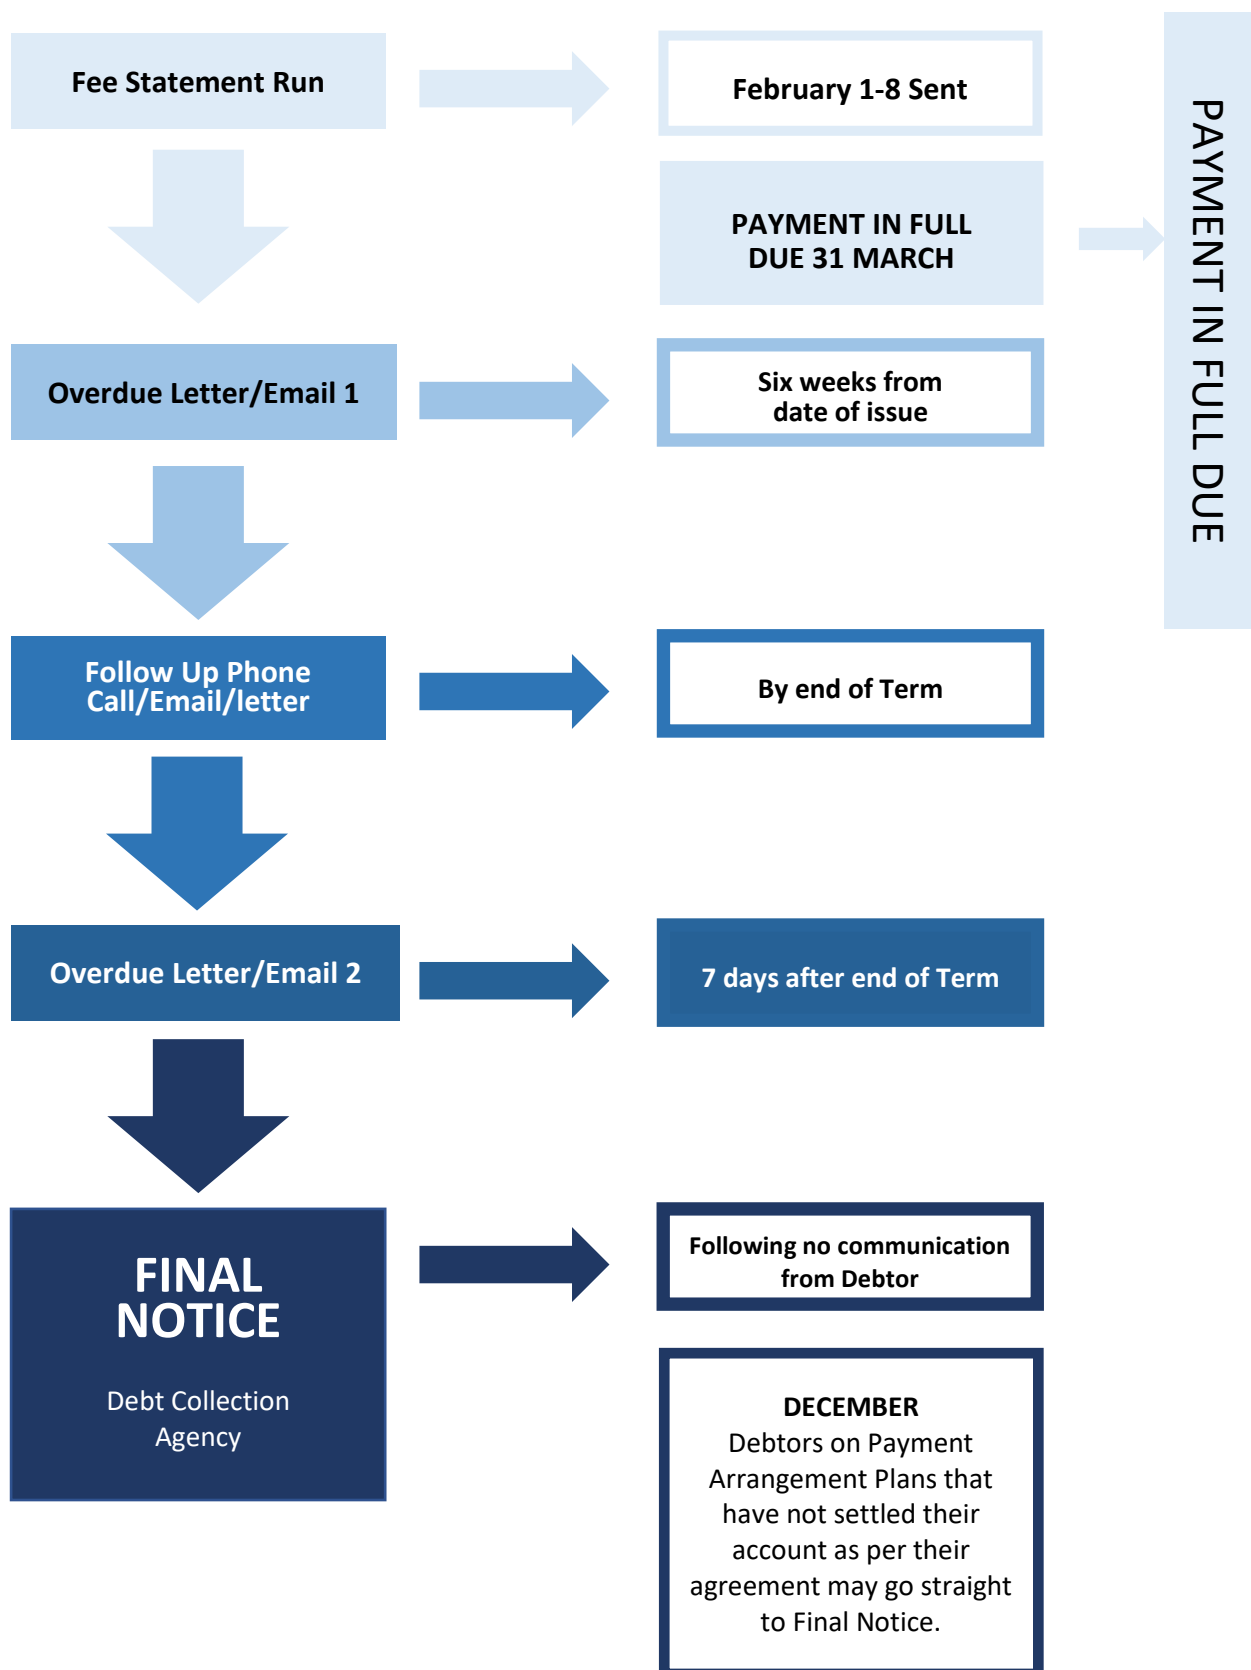 Fee Statement Run
February 1-8 Sent
PAYMENT IN FULL
DUE 31 MARCH
PAYMENT IN FULL DUE
Overdue Letter/Email 1
Six weeks from
date of issue
Follow Up Phone
Call/Email/letter
By end of Term
Overdue Letter/Email 2
7 days after end of Term
FINAL
NOTICE
Debt Collection
Agency
Following no communication
from Debtor
DECEMBER
Debtors on Payment
Arrangement Plans that
have not settled their
account as per their
agreement may go straight
to Final Notice.